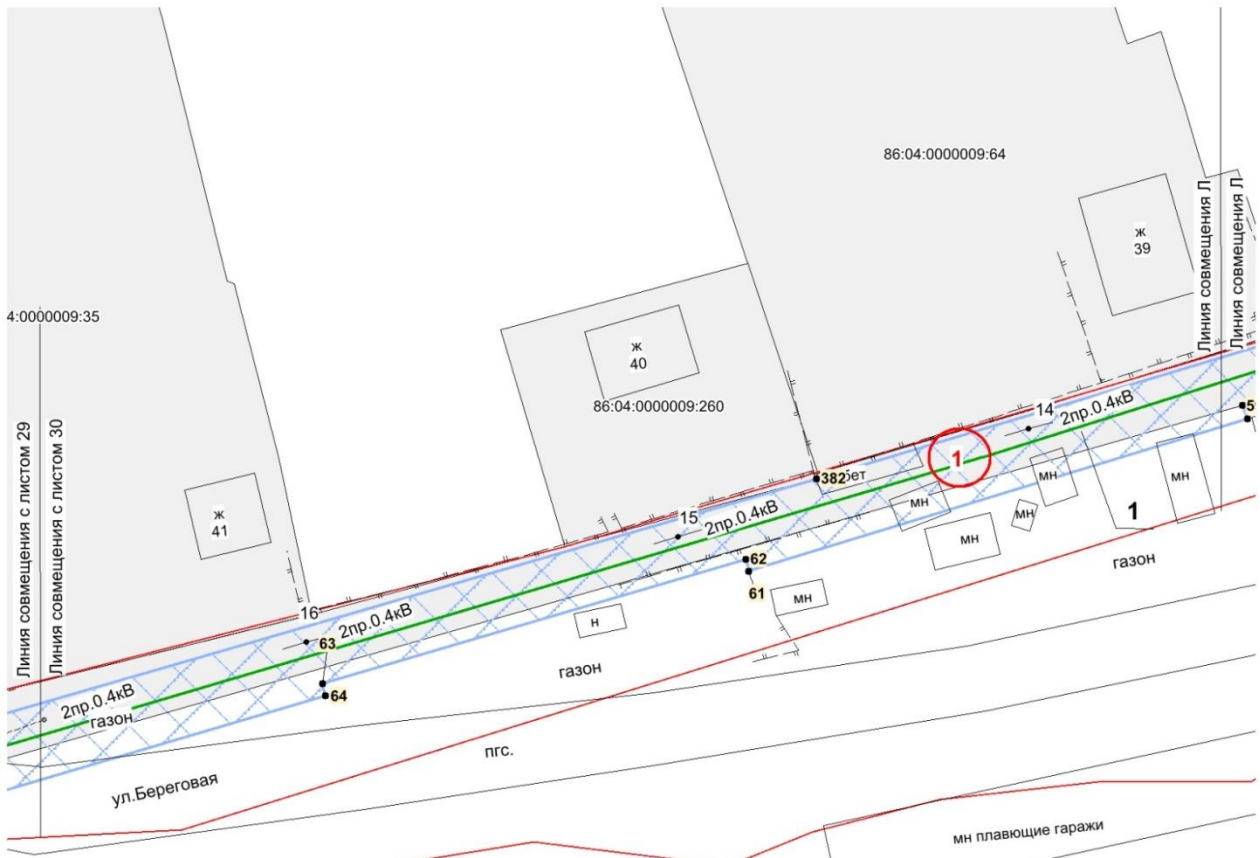 86:04:0000009:64
ж
39
Линия совмещения Л
Линия совмещения Л
4:0000009:35
ж
40
86:04:0000009:260
14
2пр.0.4кВ
5
1
382
бет
мн
мн
мн
мн
мн
1
15
2пр.0.4кВ
62
61
мн
газон
ж
41
Линия совмещения с листом 29
Линия совмещения с листом 30
16
2пр.0.4кВ
63
н
64
газон
2пр.0.4кВ
газон
пгс.
ул.Береговая
мн плавющие гаражи